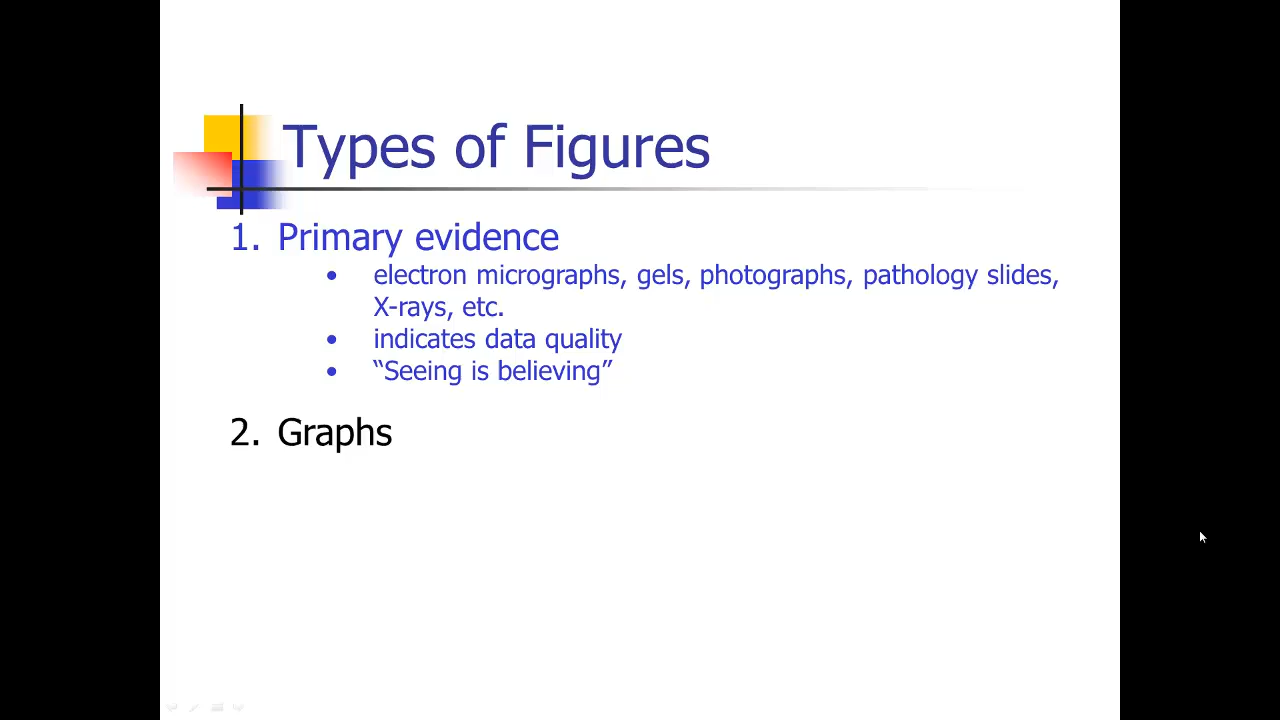 Types of Figures
1. Primary evidence
• electron micrographs, gels, photographs, pathology slides,
X-rays, etc.
• indicates data quality
• “Seeing is believing”
2. Graphs